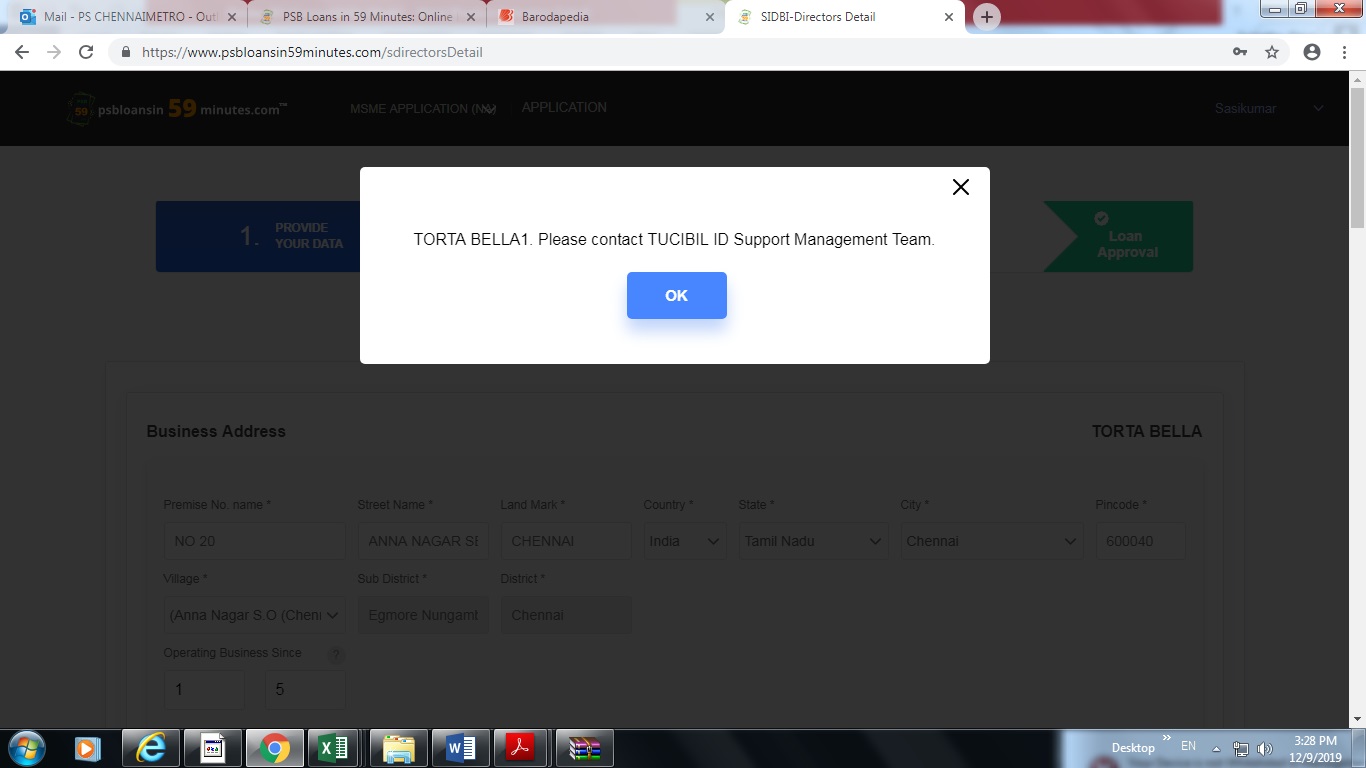 Mail - PS CHENNAIMETRO - Outl
PSB Loans in 59 Minutes: Online
Barodapedia
SIDBI-Directors Detail
https://www.psbloansin59minutes.com/sdirectorsDetail
psbloansin 59 minutes.com™
MSME APPLICATION
APPLICATION
Sasikumar
TORTA BELLA1. Please contact TUCIBIL ID Support Management Team.
OK
1. PROVIDE
YOUR DATA
Loan
Approval
Business Address
TORTA BELLA
Premise No. name * Street Name * Land Mark * Country * State * City * Pincode *
NO 20 ANNA NAGAR SE CHENNAI India Tamil Nadu Chennai 600040
Village * Sub District * District *
(Anna Nagar S.O (Chenn Egmore Nungamb Chennai
Operating Business Since ?
1 5
Desktop
EN
3:28 PM
12/9/2019